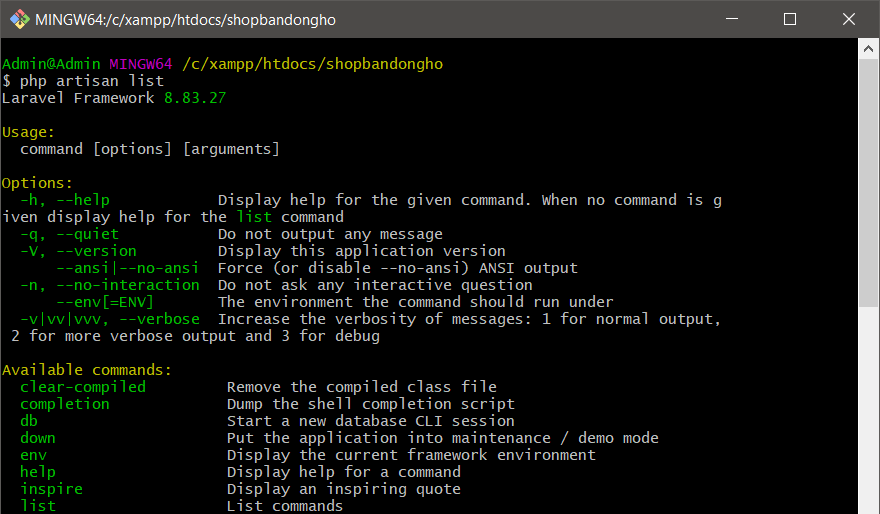 MINGW64:/c/xampp/htdocs/shopbandongho
Admin@Admin MINGW64 /c/xampp/htdocs/shopbandongho
$ php artisan list
Laravel Framework 8.83.27
Usage:
  command [options] [arguments]
Options:
  -h, --help            Display help for the given command. When no command is g
iven display help for the list command
  -q, --quiet           Do not output any message
  -V, --version         Display this application version
      --ansi|--no-ansi  Force (or disable --no-ansi) ANSI output
  -n, --no-interaction  Do not ask any interactive question
      --env[=ENV]       The environment the command should run under
  -v|vv|vvv, --verbose  Increase the verbosity of messages: 1 for normal output,
 2 for more verbose output and 3 for debug
Available commands:
  clear-compiled         Remove the compiled class file
  completion             Dump the shell completion script
  db                     Start a new database CLI session
  down                   Put the application into maintenance / demo mode
  env                    Display the current framework environment
  help                   Display help for a command
  inspire                Display an inspiring quote
  list                   List commands